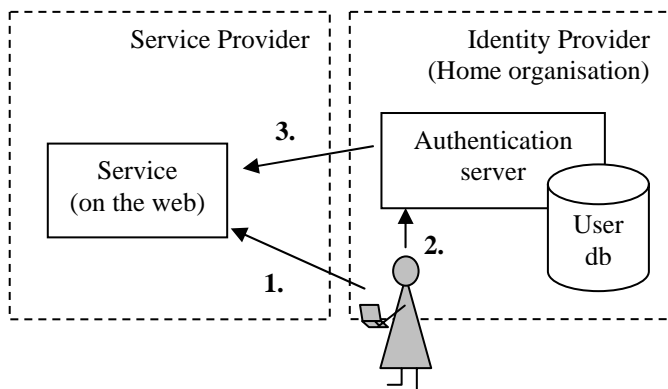 Service Provider
Identity Provider
(Home organisation)
3.
Authentication
server
Service
(on the web)
User
db
2.
1.